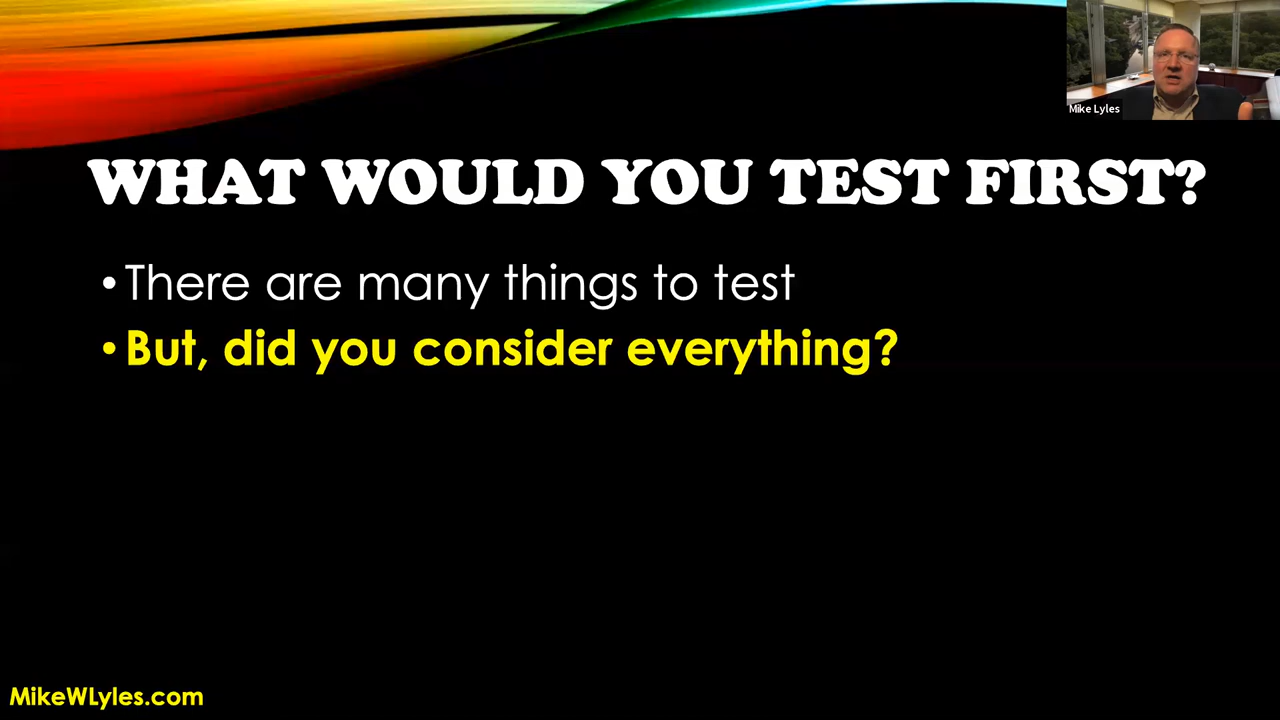 Mike Lyles
WHAT WOULD YOU TEST FIRST?
• There are many things to test
• But, did you consider everything?
MikeWLyles.com